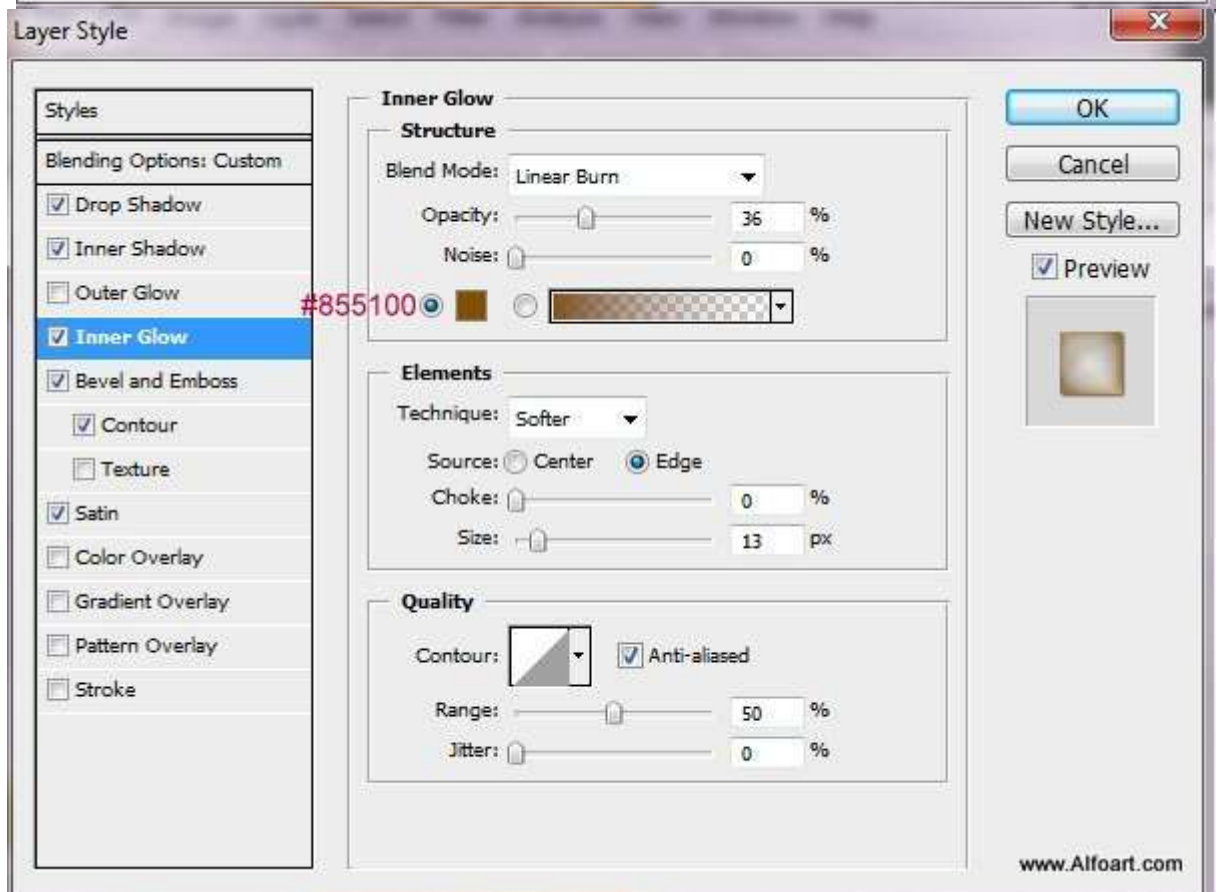 Layer Style
Styles
Blending Options: Custom
Drop Shadow
Inner Shadow
Outer Glow
Inner Glow
Bevel and Emboss
Contour
Texture
Satin
Color Overlay
Gradient Overlay
Pattern Overlay
Stroke
Inner Glow
Structure
Blend Mode: Linear Burn
Opacity: 36 %
Noise: 0 %
#855100
Elements
Technique: Softer
Source: Center Edge
Choke: 0 %
Size: 13 px
Quality
Contour: Anti-aliased
Range: 50 %
Jitter: 0 %
OK
Cancel
New Style...
Preview
www.Alfoart.com